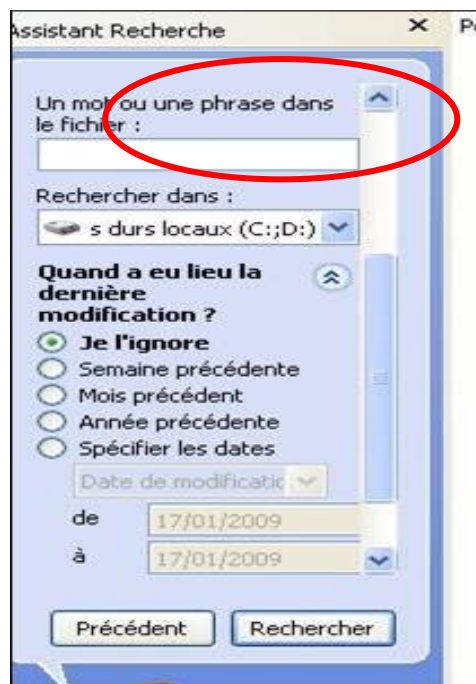 Assistant Recherche
Un mot ou une phrase dans
le fichier :
Rechercher dans :
s durs locaux (C:;D:)
Quand a eu lieu la
dernière
modification ?
Je l'ignore
Semaine précédente
Mois précédent
Année précédente
Spécifier les dates
Date de modificatic
de 17/01/2009
à 17/01/2009
Précédent Rechercher